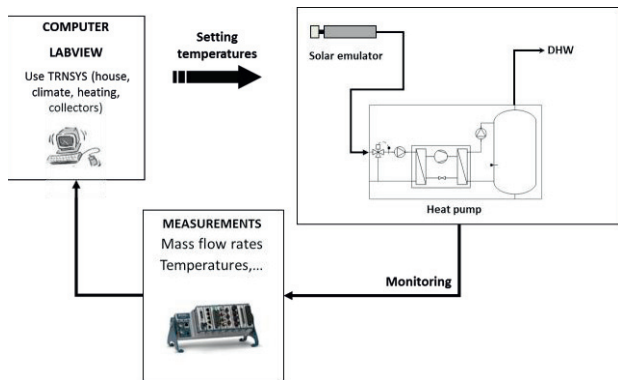 COMPUTER
LABVIEW
Use TRNSYS (house,
climate, heating,
collectors)
Setting
temperatures
Solar emulator
DHW
Heat pump
MEASUREMENTS
Mass flow rates
Temperatures,...
Monitoring